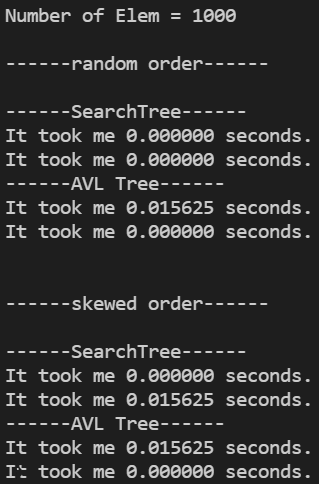 Number of Elem = 1000
------random order------
------SearchTree------
It took me 0.000000 seconds.
It took me 0.000000 seconds.
------AVL Tree------
It took me 0.015625 seconds.
It took me 0.000000 seconds.
------skewed order------
------SearchTree------
It took me 0.000000 seconds.
It took me 0.015625 seconds.
------AVL Tree------
It took me 0.015625 seconds.
It took me 0.000000 seconds.